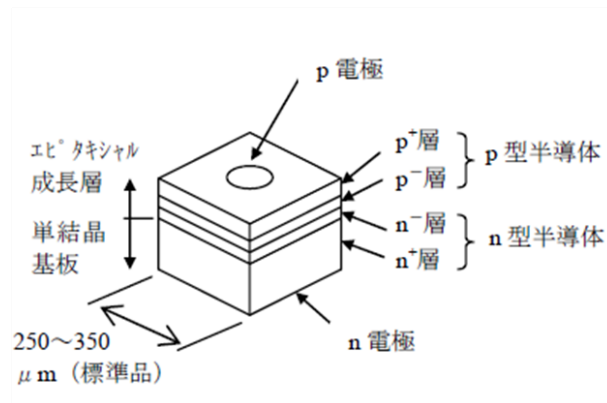 p 電極
エピタキシャル
成長層
単結晶
基板
p⁺層
p⁻層
p 型半導体
n⁻層
n⁺層
n 型半導体
250～350
μm（標準品）
n 電極